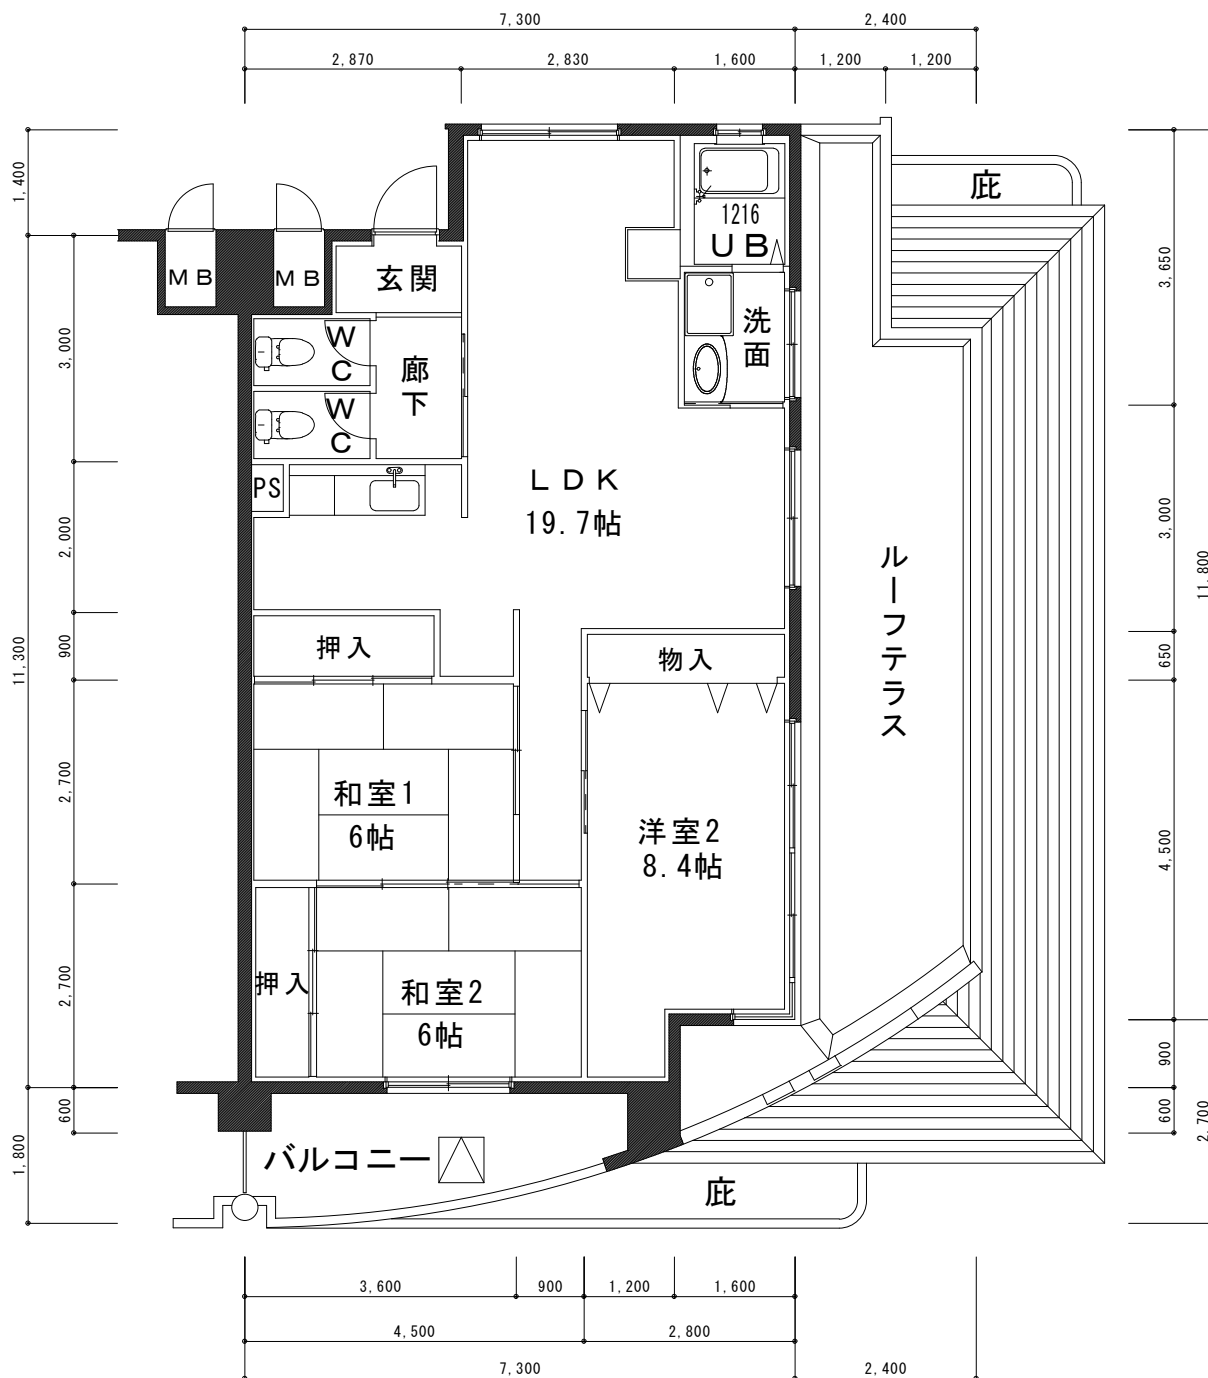 7,300
2,400
2,870
2,830
1,600
1,200
1,200
1,400
庇
1216
UB
MB
MB
玄関
3,650
洗面
3,000
WC
廊下
WC
LDK
19.7帖
PS
3,000
2,000
11,800
ルーフテラス
11,300
900
押入
物入
650
2,700
和室1
6帖
洋室2
8.4帖
4,500
2,700
押入
和室2
6帖
900
600
600
2,700
1,800
バルコニー
庇
3,600
900
1,200
1,600
4,500
2,800
7,300
2,400